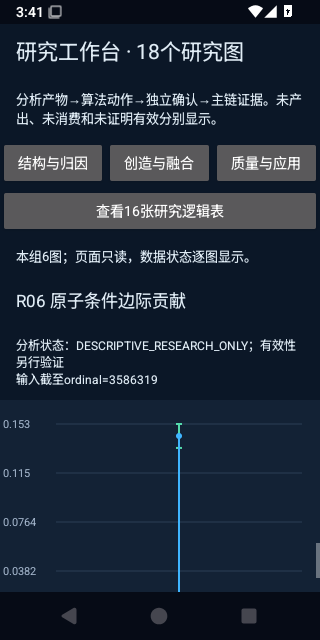 3:41
研究工作台 · 18个研究图
分析产物→算法动作→独立确认→主链证据。未产
出、未消费和未证明有效分别显示。
结构与归因
创造与融合
质量与应用
查看16张研究逻辑表
本组6图；页面只读，数据状态逐图显示。
R06 原子条件边际贡献
分析状态：DESCRIPTIVE_RESEARCH_ONLY；有效性
另行验证
输入截至ordinal=3586319
0.153
0.115
0.0764
0.0382